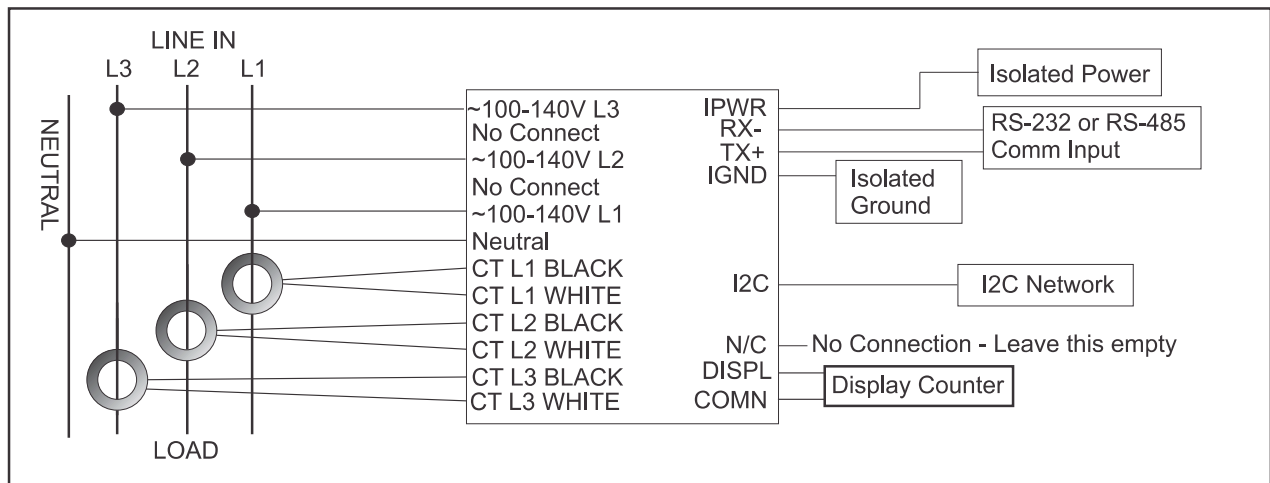 LINE IN
L3
L2
L1
NEUTRAL
~100-140V L3
No Connect
~100-140V L2
No Connect
~100-140V L1
Neutral
CT L1 BLACK
CT L1 WHITE
CT L2 BLACK
CT L2 WHITE
CT L3 BLACK
CT L3 WHITE
LOAD
IPWR
RX-
TX+
IGND
I2C
N/C
DISPL
COMN
Isolated Power
RS-232 or RS-485
Comm Input
Isolated
Ground
I2C Network
No Connection - Leave this empty
Display Counter